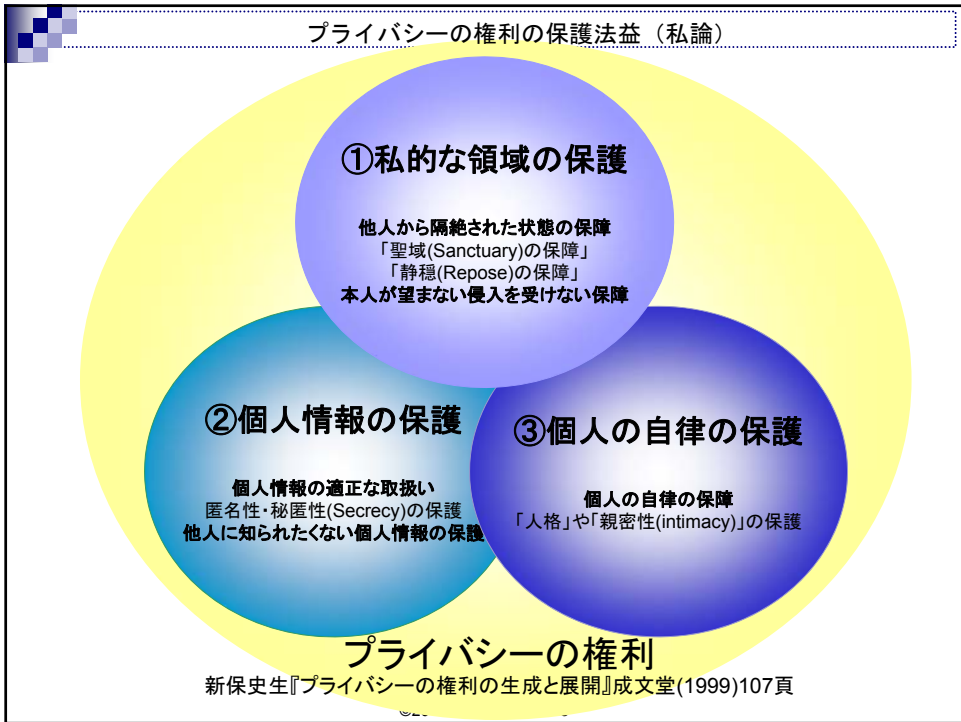 プライバシーの権利の保護法益（私論）
①私的な領域の保護
他人から隔絶された状態の保障
「聖域(Sanctuary)の保障」
「静穏(Repose)の保障」
本人が望まない侵入を受けない保障
②個人情報の保護
個人情報の適正な取扱い
匿名性・秘匿性(Secrecy)の保護
他人に知られたくない個人情報の保護
③個人の自律の保護
個人の自律の保障
「人格」や「親密性(intimacy)」の保護
プライバシーの権利
新保史生『プライバシーの権利の生成と展開』成文堂(1999)107頁